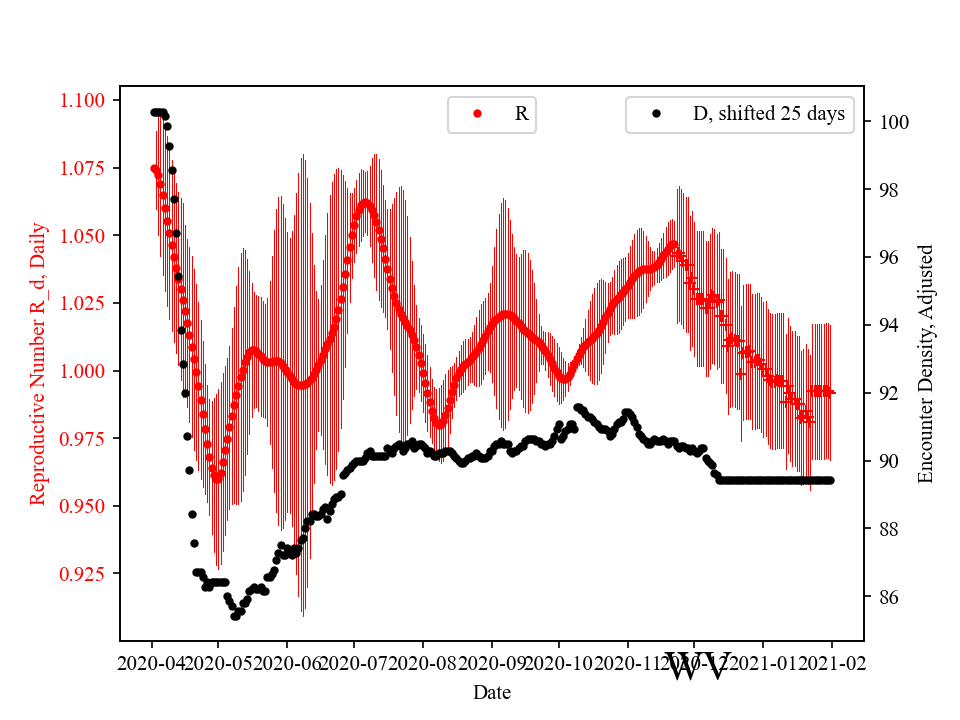 R
D, shifted 25 days
1.100
1.075
1.050
1.025
1.000
0.975
0.950
0.925
Reproductive Number R_d, Daily
100
98
96
94
92
90
88
86
Encounter Density, Adjusted
2020-04 2020-05 2020-06 2020-07 2020-08 2020-09 2020-10 2020-11 2020-12 2021-01 2021-02
WV
Date